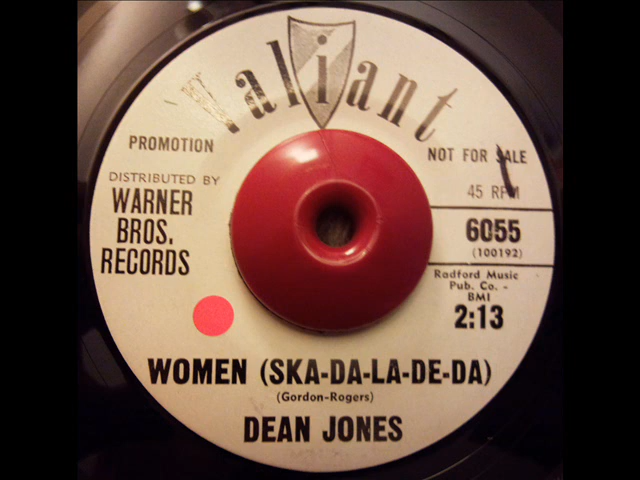 Valiant
PROMOTION
NOT FOR SALE
DISTRIBUTED BY
WARNER
BROS.
RECORDS
45 RPM
6055
(100192)
Radford Music
Pub. Co. -
BMI
2:13
WOMEN (SKA-DA-LA-DE-DA)
(Gordon-Rogers)
DEAN JONES